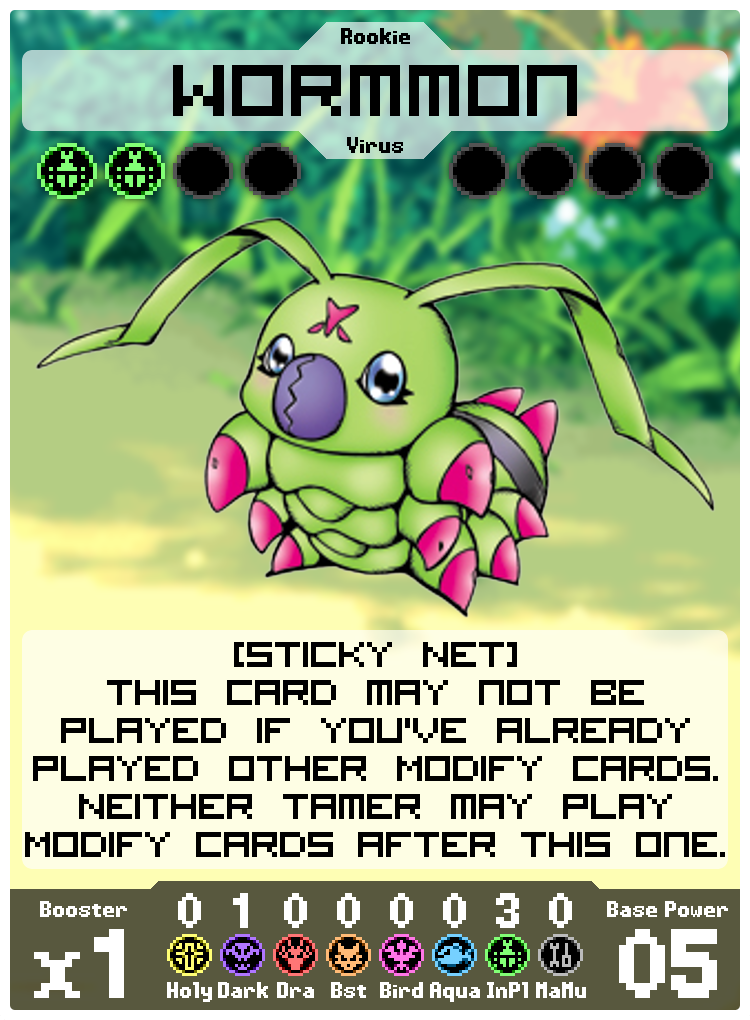 Rookie
WORMMON
Virus
[STICKY NET]
THIS CARD MAY NOT BE
PLAYED IF YOU'VE ALREADY
PLAYED OTHER MODIFY CARDS.
NEITHER TAMER MAY PLAY
MODIFY CARDS AFTER THIS ONE.
Booster 0 1 0 0 0 0 3 0 Base Power
x1 05
Holy Dark Dra Bst Bird Aqua InPl MaMu